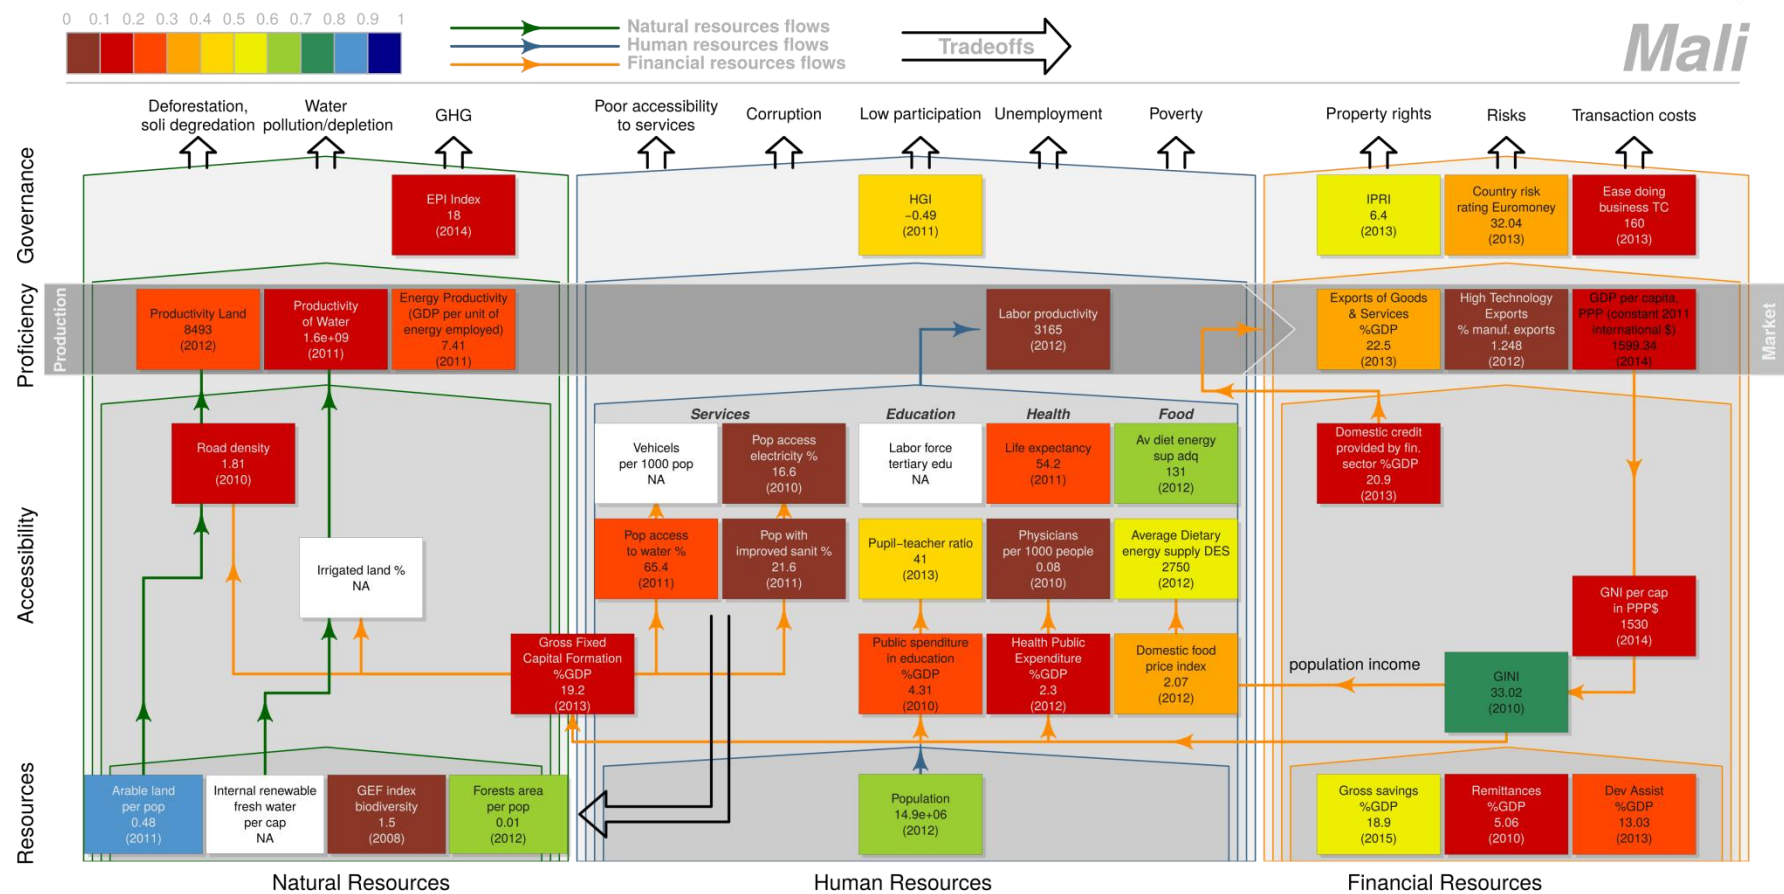 0 0.1 0.2 0.3 0.4 0.5 0.6 0.7 0.8 0.9 1
Natural resources flows
Human resources flows
Financial resources flows
Tradeoffs
Mali
Deforestation,
soli degredation
Water
pollution/depletion
GHG
Poor accessibility
to services
Corruption
Low participation
Unemployment
Poverty
Property rights
Risks
Transaction costs
Governance
EPI Index
18
(2014)
HGI
−0.49
(2011)
IPRI
6.4
(2013)
Country risk
rating Euromoney
32.04
(2013)
Ease doing
business TC
160
(2013)
Proficiency
Production
Productivity Land
8493
(2012)
Productivity
of Water
1.6e+09
(2011)
Energy Productivity
(GDP per unit of
energy employed)
7.41
(2011)
Labor productivity
3165
(2012)
Exports of Goods
& Services
%GDP
22.5
(2013)
High Technology
Exports
% manuf. exports
1.248
(2012)
GDP per capita,
PPP (constant 2011
international $)
1599.34
(2014)
Market
Accessibility
Services
Education
Health
Food
Road density
1.81
(2010)
Vehicels
per 1000 pop
NA
Pop access
electricity %
16.6
(2010)
Labor force
tertiary edu
NA
Life expectancy
54.2
(2011)
Av diet energy
sup adq
131
(2012)
Domestic credit
provided by fin.
sector %GDP
20.9
(2013)
Irrigated land %
NA
Pop access
to water %
65.4
(2011)
Pop with
improved sanit %
21.6
(2011)
Pupil−teacher ratio
41
(2013)
Physicians
per 1000 people
0.08
(2010)
Average Dietary
energy supply DES
2750
(2012)
GNI per cap
in PPP$
1530
(2014)
Gross Fixed
Capital Formation
%GDP
19.2
(2013)
Public spenditure
in education
%GDP
4.31
(2010)
Health Public
Expenditure
%GDP
2.3
(2012)
Domestic food
price index
2.07
(2012)
population income
GINI
33.02
(2010)
Resources
Arable land
per pop
0.48
(2011)
Internal renewable
fresh water
per cap
NA
GEF index
biodiversity
1.5
(2008)
Forests area
per pop
0.01
(2012)
Population
14.9e+06
(2012)
Gross savings
%GDP
18.9
(2015)
Remittances
%GDP
5.06
(2010)
Dev Assist
%GDP
13.03
(2013)
Natural Resources
Human Resources
Financial Resources